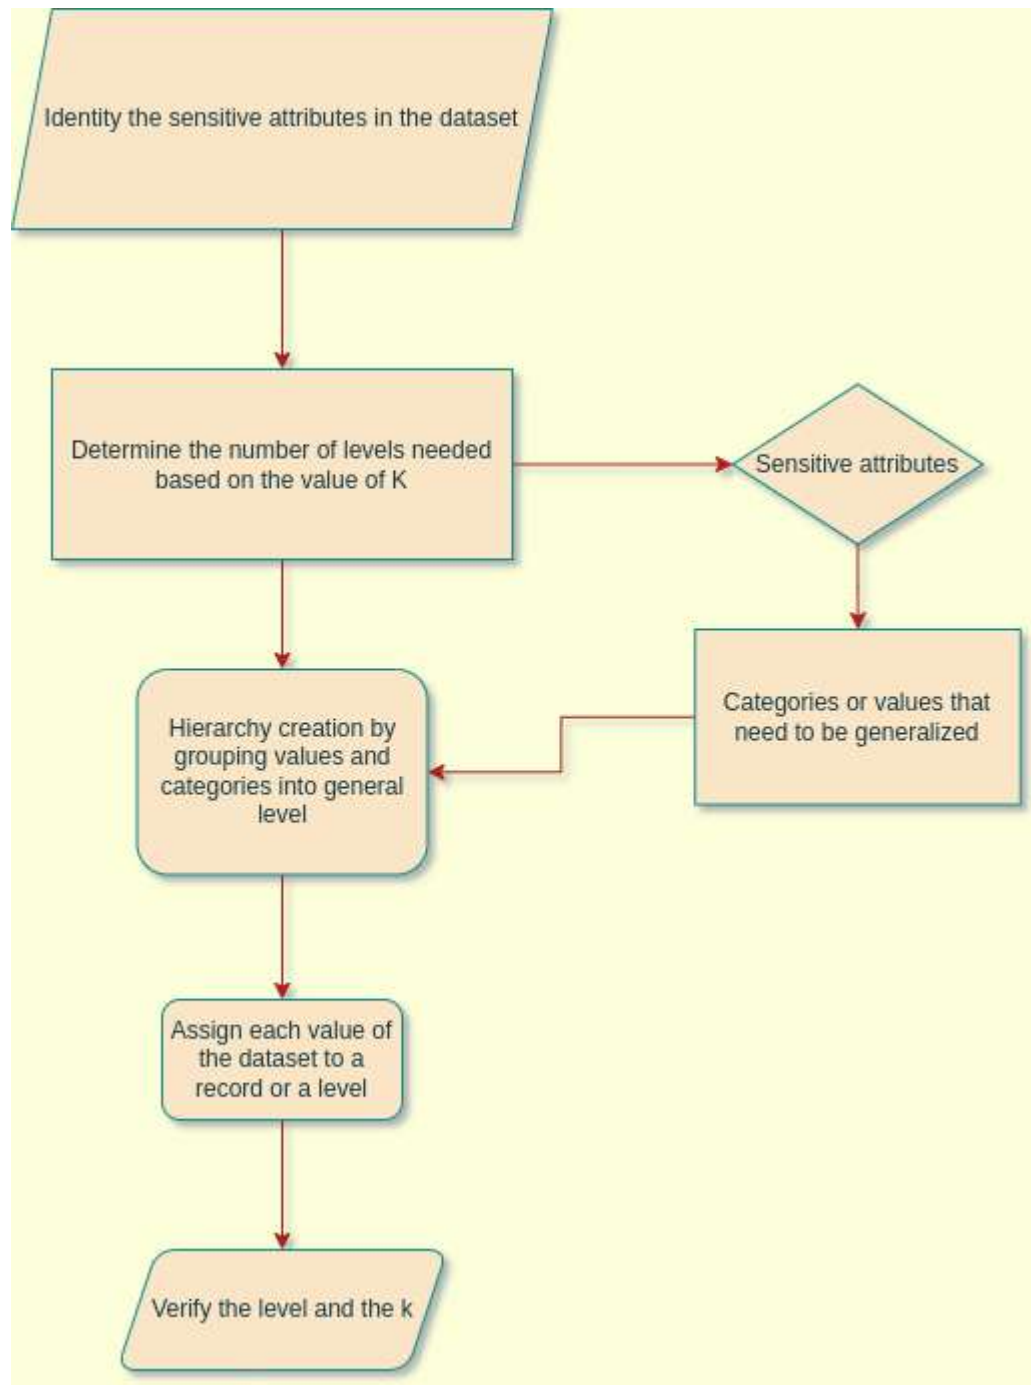 Identity the sensitive attributes in the dataset
Determine the number of levels needed
based on the value of K
Sensitive attributes
Categories or values that
need to be generalized
Hierarchy creation by
grouping values and
categories into general
level
Assign each value of
the dataset to a
record or a level
Verify the level and the k